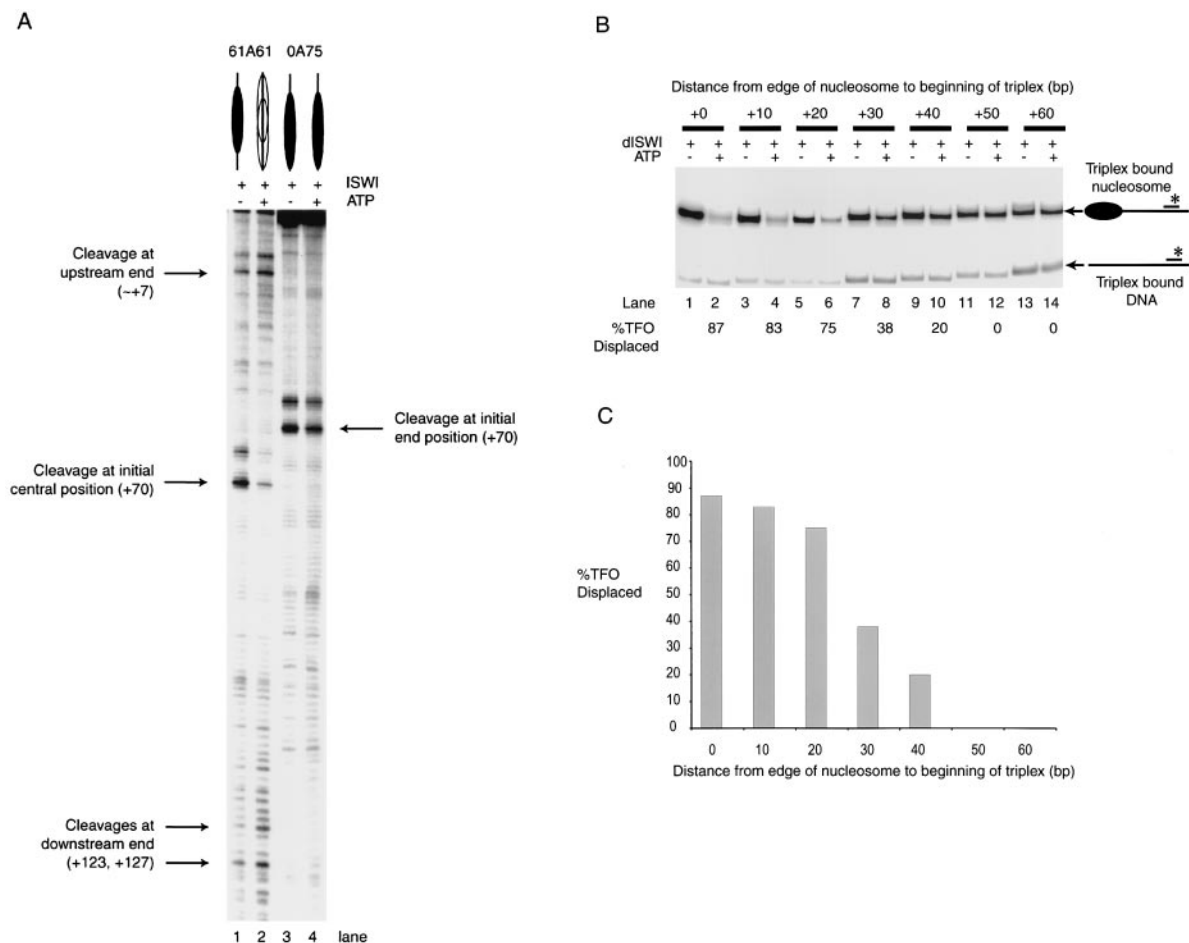 A
61A61 0A75
+ + ISWI
- + - + ATP
Cleavage at
upstream end
(~+7)
Cleavage at initial
end position (+70)
Cleavage at initial
central position (+70)
Cleavages at
downstream end
(+123, +127)
1 2 3 4 lane
B
Distance from edge of nucleosome to beginning of triplex (bp)
+0 +10 +20 +30 +40 +50 +60
dISWI + + + + + + + + + + + + + +
ATP - + - + - + - + - + - + - +
Triplex bound
nucleosome
*
*
Triplex bound
DNA
Lane 1 2 3 4 5 6 7 8 9 10 11 12 13 14
%TFO 87 83 75 38 20 0 0
Displaced
C
100
90
80
70
60
50
40
30
20
10
0
%TFO
Displaced
0 10 20 30 40 50 60
Distance from edge of nucleosome to beginning of triplex (bp)